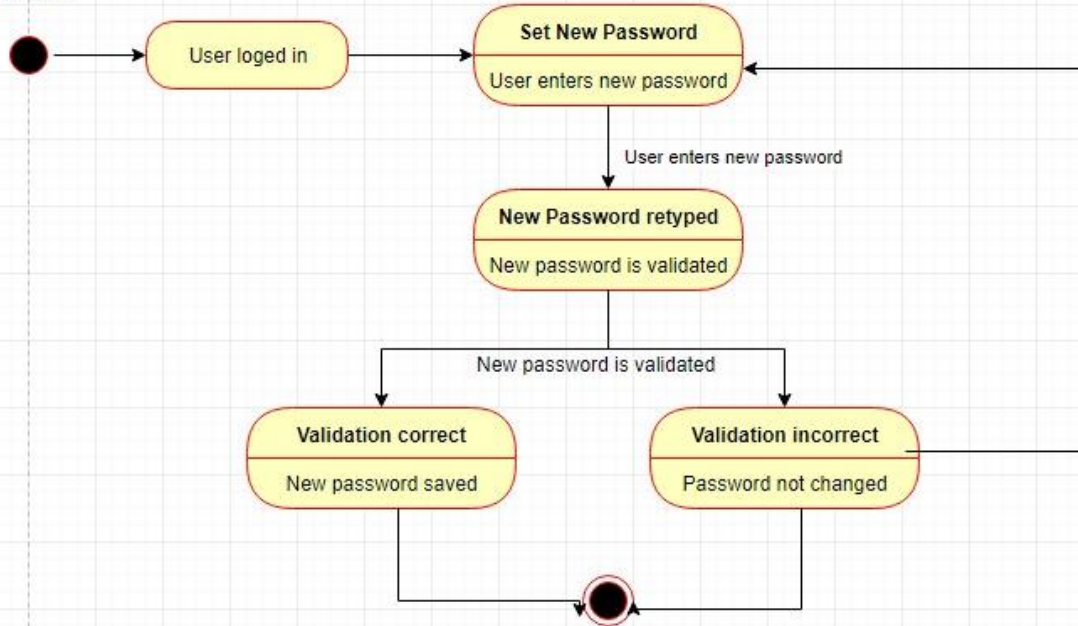 User loged in
Set New Password
User enters new password
User enters new password
New Password retyped
New password is validated
New password is validated
Validation correct
New password saved
Validation incorrect
Password not changed